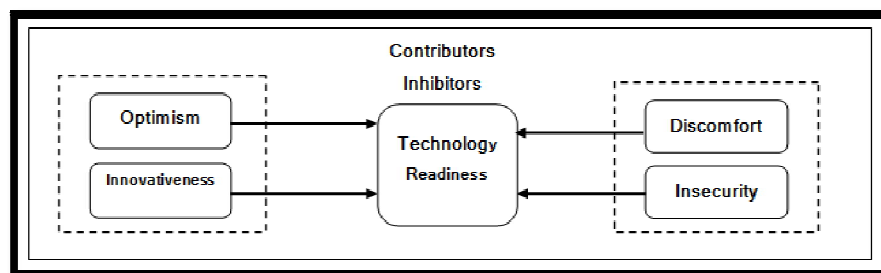 Contributors
Inhibitors
Optimism
Innovativeness
Technology
Readiness
Discomfort
Insecurity